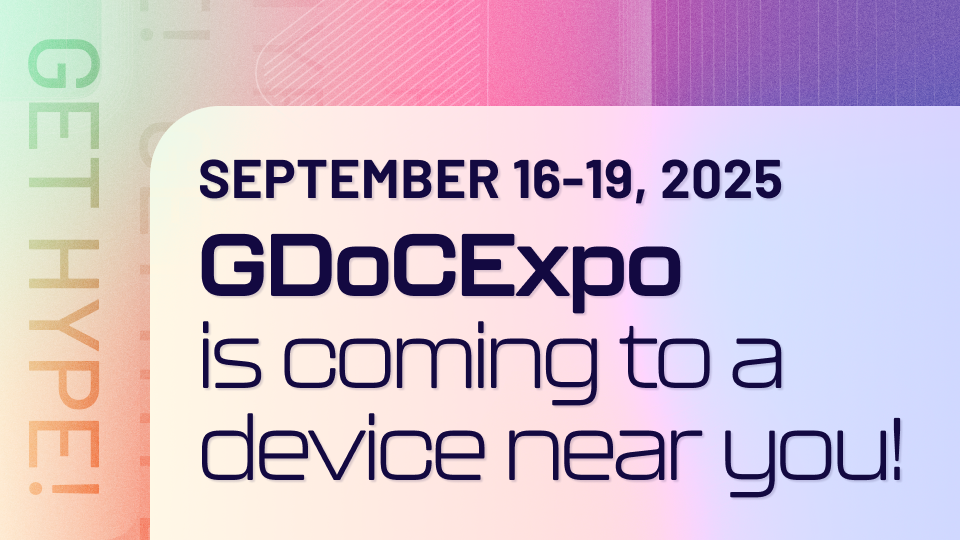 GET HYPE!
SEPTEMBER 16-19, 2025
GDoCExpo
is coming to a
device near you!